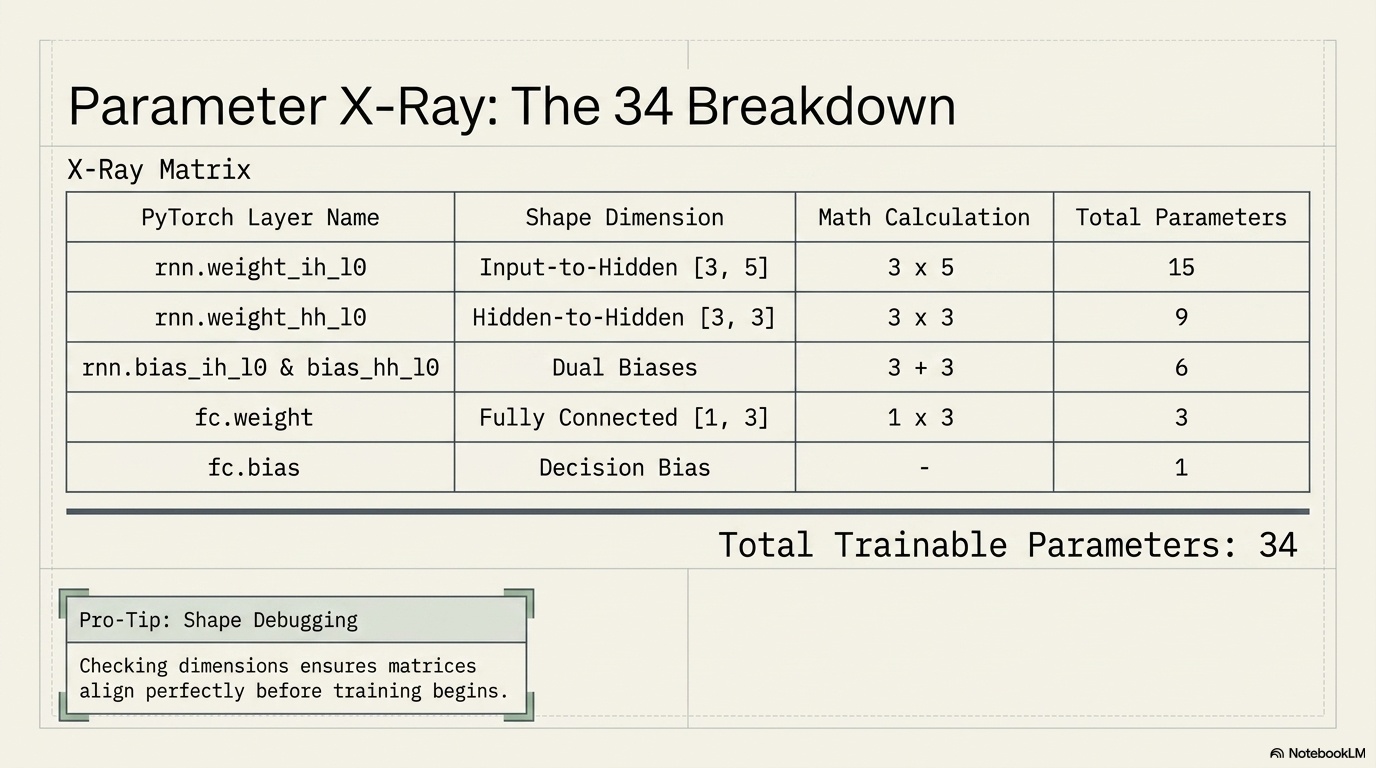 Parameter X-Ray: The 34 Breakdown
X-Ray Matrix
PyTorch Layer Name Shape Dimension Math Calculation Total Parameters
rnn.weight_ih_l0 Input-to-Hidden [3, 5] 3 x 5 15
rnn.weight_hh_l0 Hidden-to-Hidden [3, 3] 3 x 3 9
rnn.bias_ih_l0 & bias_hh_l0 Dual Biases 3 + 3 6
fc.weight Fully Connected [1, 3] 1 x 3 3
fc.bias Decision Bias - 1
Total Trainable Parameters: 34
Pro-Tip: Shape Debugging
Checking dimensions ensures matrices
align perfectly before training begins.
NotebookLM